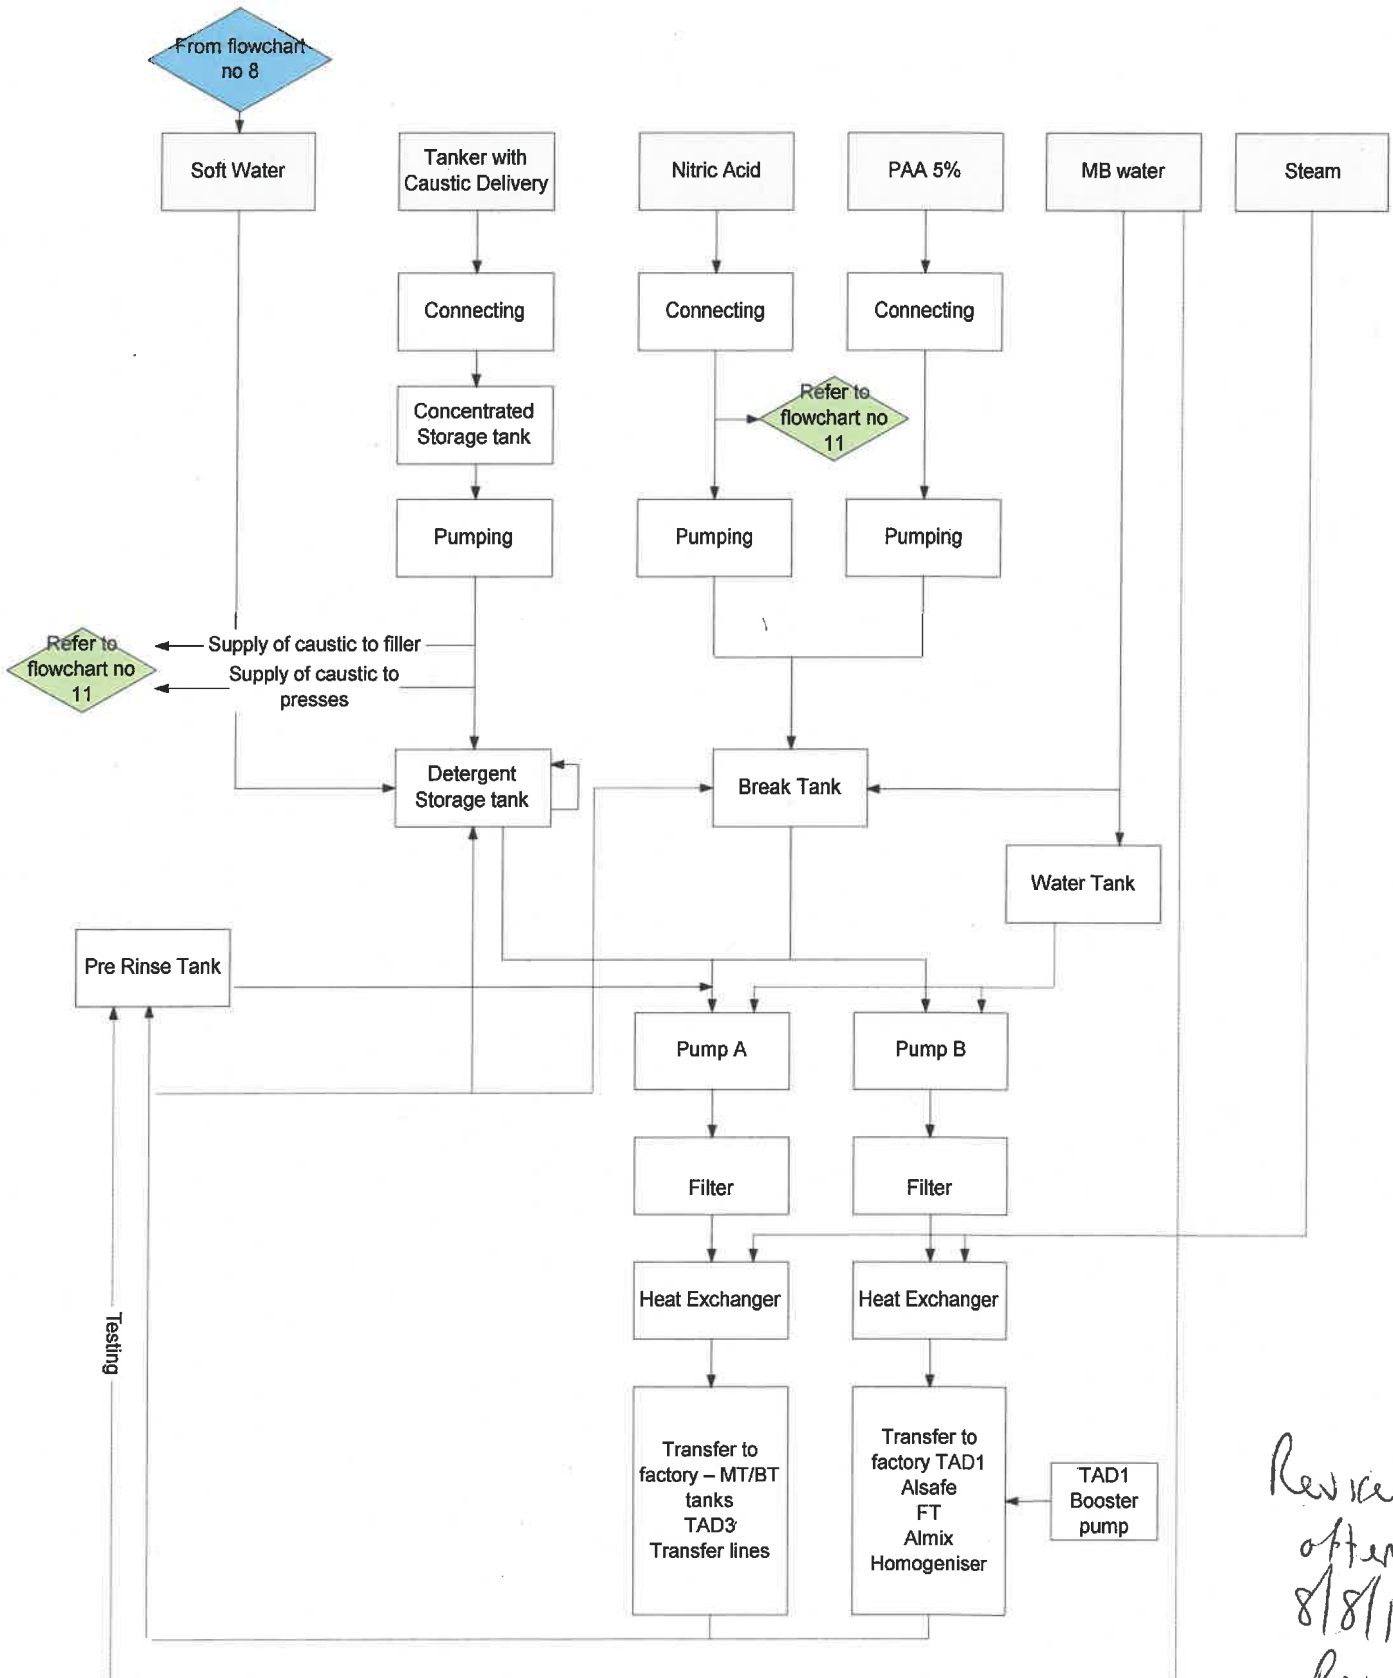 From flowchart
no 8
Soft Water
Tanker with
Caustic Delivery
Nitric Acid
PAA 5%
MB water
Steam
Connecting
Connecting
Connecting
Concentrated
Storage tank
Refer to
flowchart no
11
Pumping
Pumping
Pumping
Refer to
flowchart no
11
Supply of caustic to filler
Supply of caustic to
presses
Detergent
Storage tank
Break Tank
Water Tank
Pre Rinse Tank
Pump A
Pump B
Filter
Filter
Heat Exchanger
Heat Exchanger
Testing
Transfer to
factory – MT/BT
tanks
TAD3
Transfer lines
Transfer to
factory TAD1
Alsafe
FT
Almix
Homogeniser
TAD1
Booster
pump
8/8/1